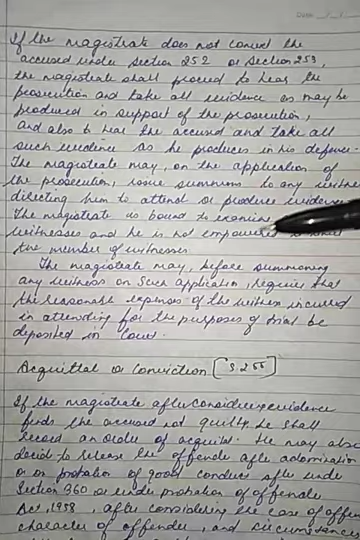 If the magistrate does not convict the
accused under section 252 or section 253,
the magistrate shall proceed to hear the
prosecution and take all evidence as may be
produced in support of the prosecution,
and also to hear the accused and take all
such evidence as he produces in his defence.
The magistrate may, on the application of
the prosecution, issue summons to any
directing him to attend or produce
The magistrate is bound to examine
witnesses and he is not empowered to
the member of witnesses
The magistrate may, before summoning
any witness on such application, require that
the reasonable expenses of the witness incurred
in attending for the purposes of trial be
deposited in Court.
Acquittal or Conviction [S.255]
If the magistrate after evidence
finds the accused not guilty he shall
record an order of acquittal. He may also
decide to release the offender after admonition
or on probation of good conduct after under
Section 360 or under probation of offender
Act, 1958, after considering the case of
character of offender, and circumstances